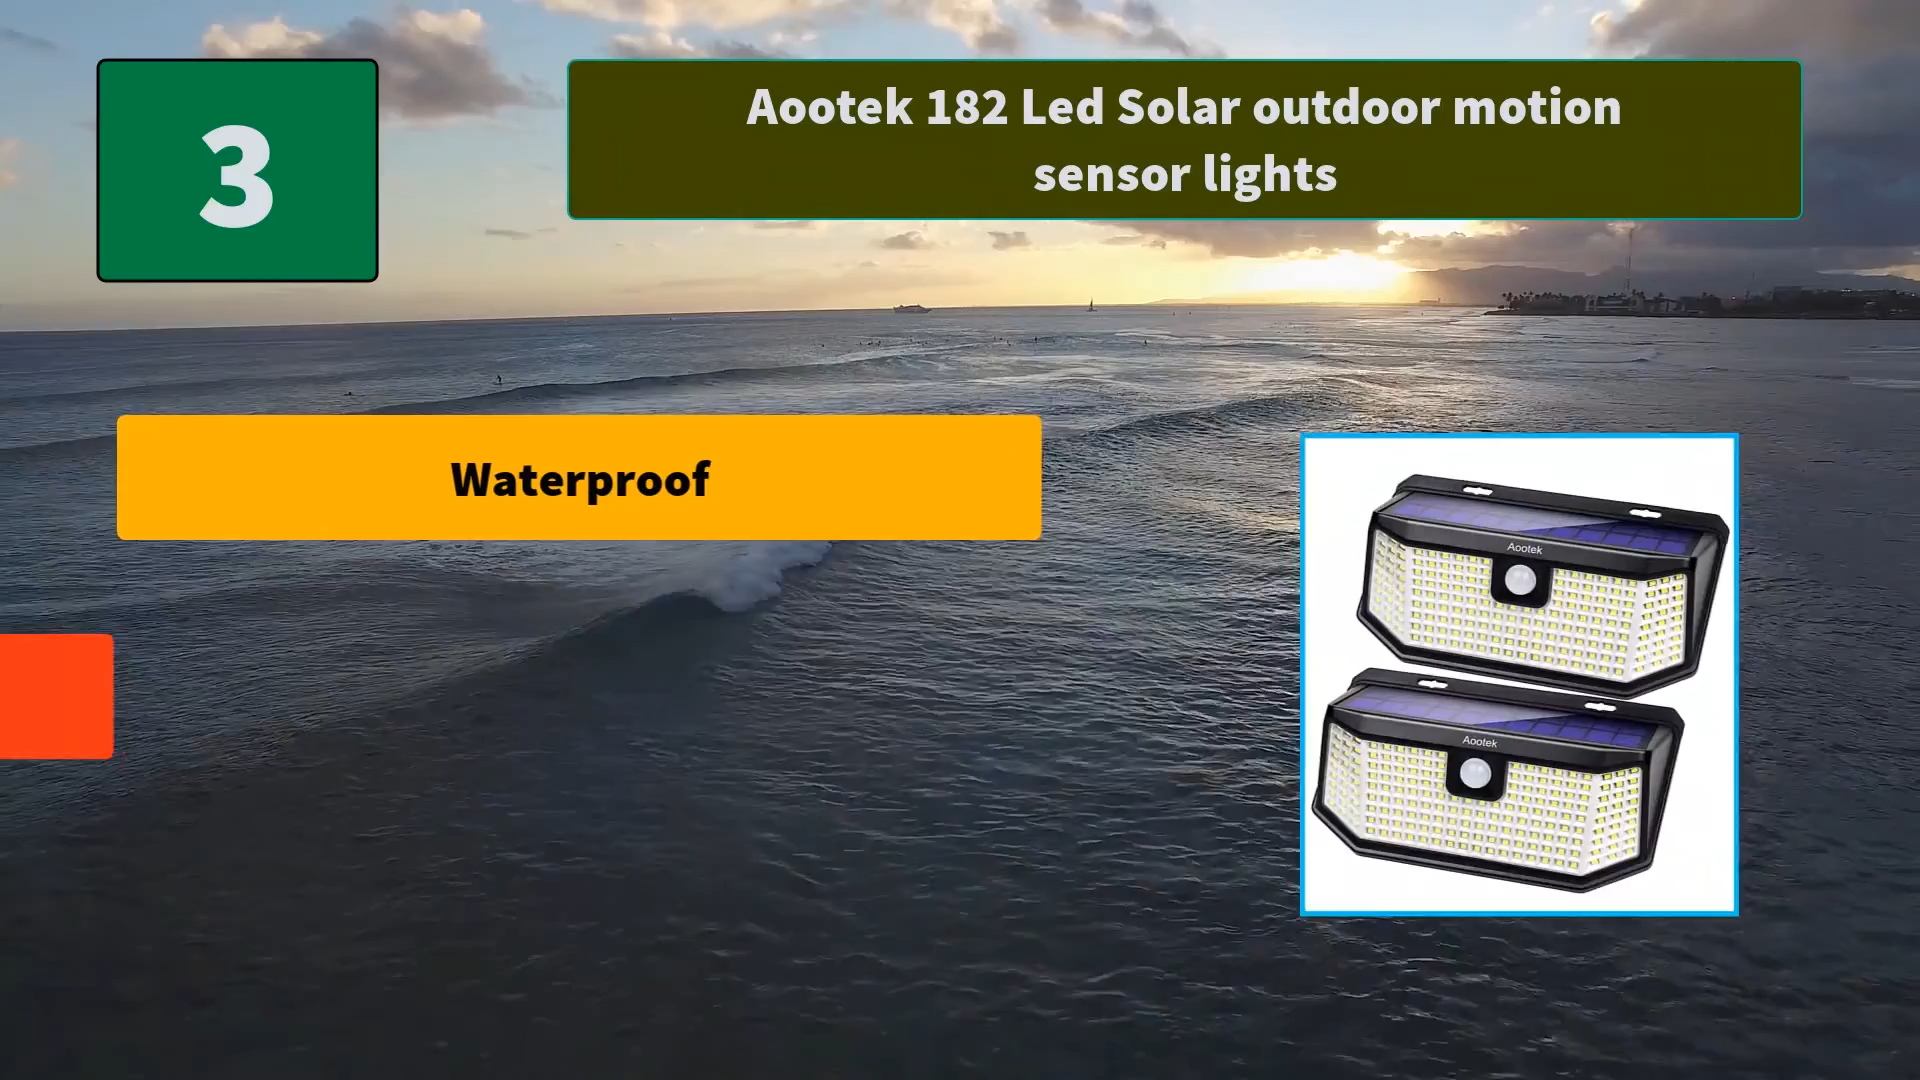 3
Aootek 182 Led Solar outdoor motion
sensor lights
Waterproof
Aootek
Aootek